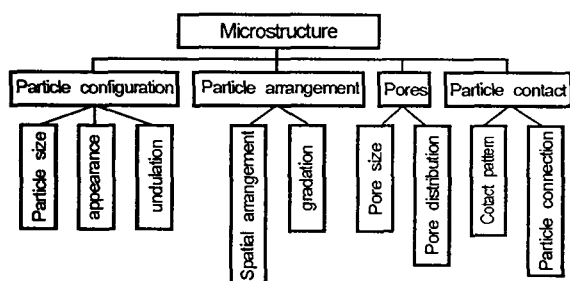 Microstructure
Particle configuration
Particle arrangement
Pores
Particle contact
Particle size
appearance
undulation
Spatial arrangement
gradation
Pore size
Pore distribution
Cotact pattern
Particle connection